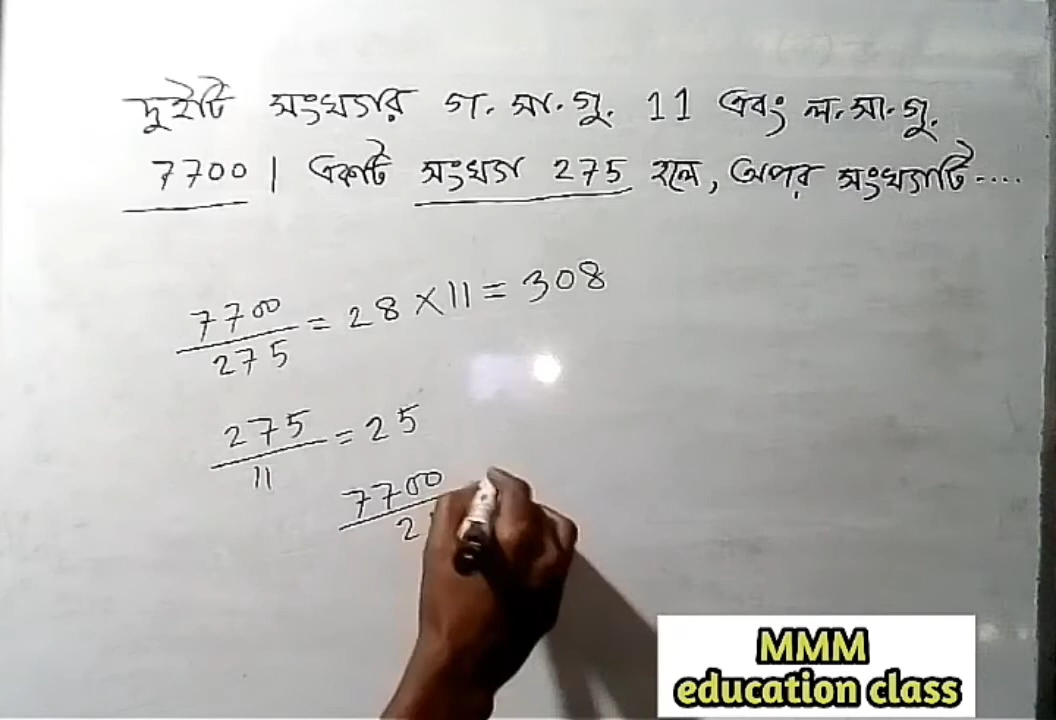 দুইটি সংখ্যার গ. সা. গু. 11 এবং ল. সা. গু.
7700। একটি সংখ্যা 275 হলে, অপর সংখ্যাটি....
7700/275 = 28 × 11 = 308
275/11 = 25
7700/2
MMM
education class